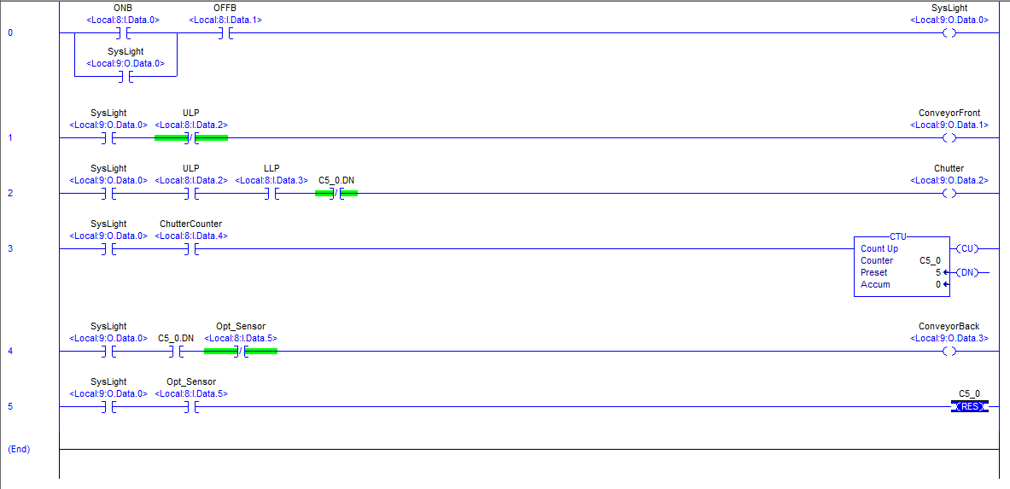 ONB OFFB SysLight
<Local:8:I.Data.0> <Local:8:I.Data.1> <Local:9:O.Data.0>
0
SysLight
<Local:9:O.Data.0>
SysLight ULP ConveyorFront
<Local:9:O.Data.0> <Local:8:I.Data.2> <Local:9:O.Data.1>
1
SysLight ULP LLP Chutter
<Local:9:O.Data.0> <Local:8:I.Data.2> <Local:8:I.Data.3> C5_0.DN <Local:9:O.Data.2>
2
SysLight ChutterCounter
<Local:9:O.Data.0> <Local:8:I.Data.4> CTU
3 Count Up CU
Counter C5_0
Preset 5 DN
Accum 0
SysLight Opt_Sensor ConveyorBack
<Local:9:O.Data.0> C5_0.DN <Local:8:I.Data.5> <Local:9:O.Data.3>
4
SysLight Opt_Sensor
<Local:9:O.Data.0> <Local:8:I.Data.5> C5_0
5 RES
(End)